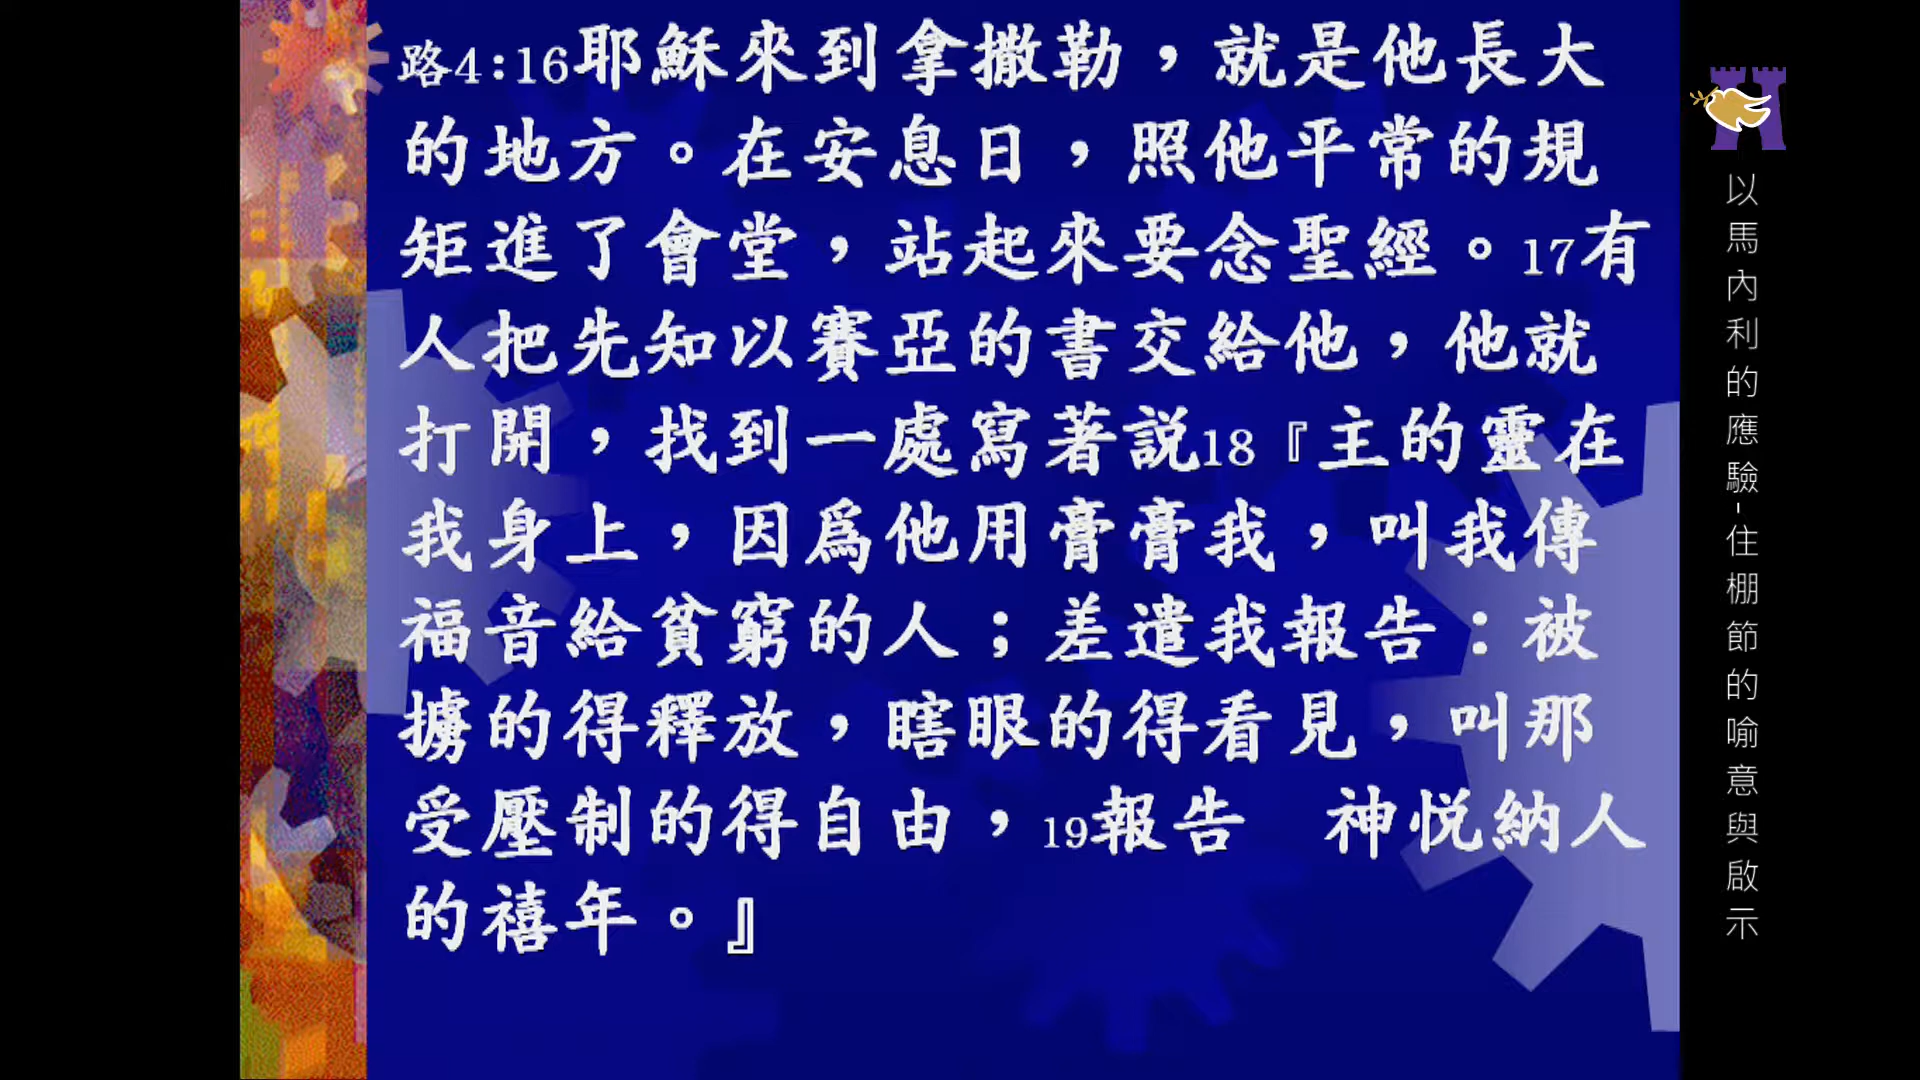 路4:16耶穌來到拿撒勒，就是他長大
的地方。在安息日，照他平常的規
矩進了會堂，站起來要念聖經。17有
人把先知以賽亞的書交給他，他就
打開，找到一處寫著說18『主的靈在
我身上，因為他用膏膏我，叫我傳
福音給貧窮的人；差遣我報告：被
擄的得釋放，瞎眼的得看見，叫那
受壓制的得自由，19報告　神悅納人
的禧年。』
以馬內利的應驗-住棚節的喻意與啟示